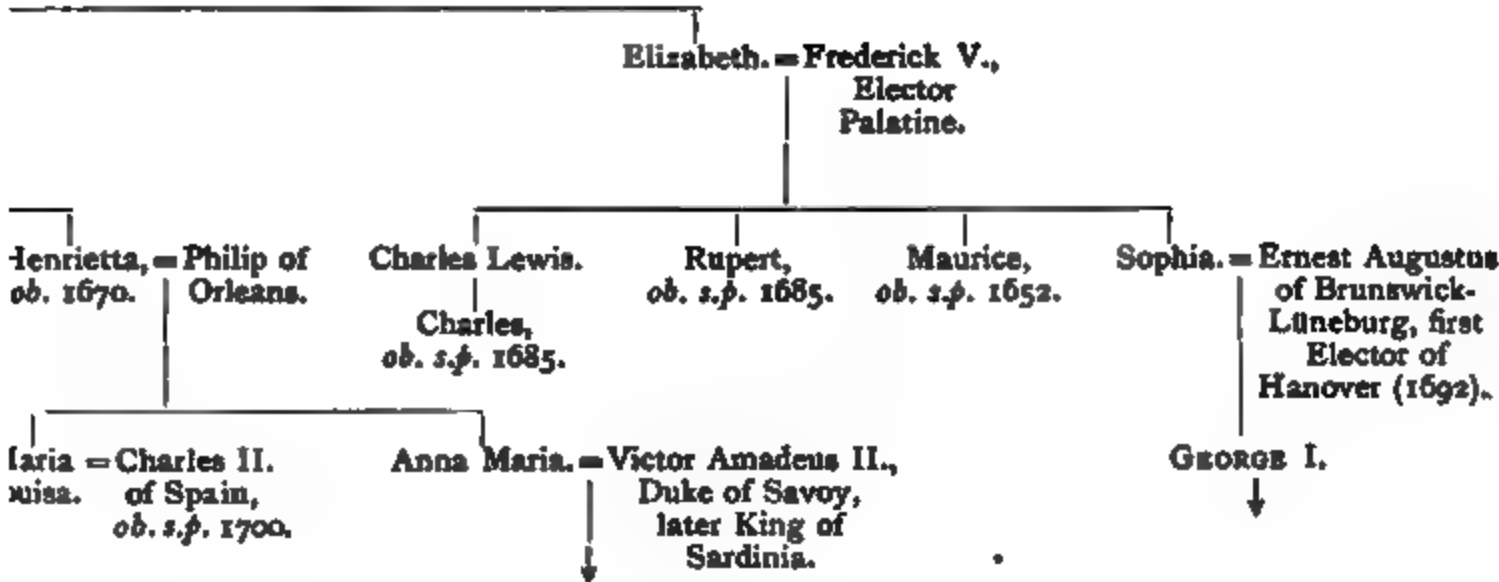 Elizabeth. = Frederick V.,
Elector
Palatine.
Henrietta, = Philip of
ob. 1670. Orleans.
Charles Lewis.
Charles,
ob. s.p. 1685.
Rupert,
ob. s.p. 1685.
Maurice,
ob. s.p. 1652.
Sophia. = Ernest Augustus
of Brunswick-
Lüneburg, first
Elector of
Hanover (1692).
aria = Charles II.
ouisa. of Spain,
ob. s.p. 1700.
Anna Maria. = Victor Amadeus II.,
Duke of Savoy,
later King of
Sardinia.
GEORGE I.